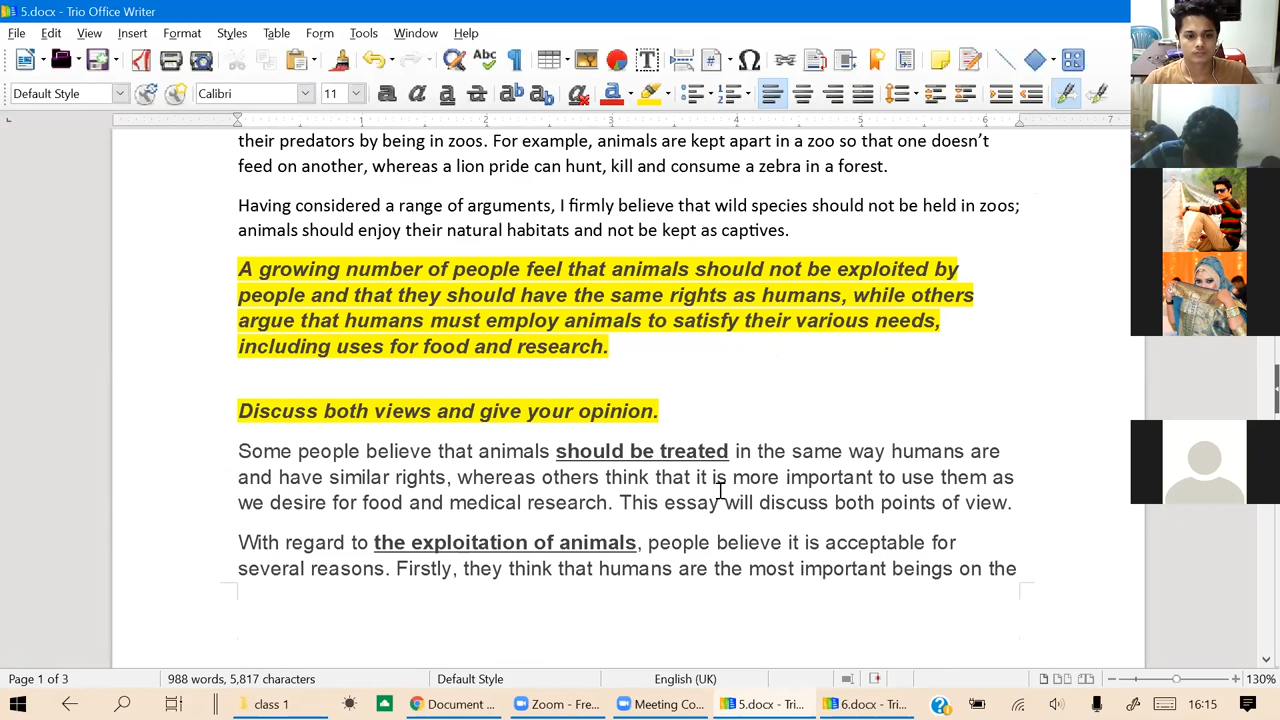 5.docx - Trio Office Writer
File Edit View Insert Format Styles Table Form Tools Window Help
Default Style Calibri 11
1 2 3 4 5 6 7
their predators by being in zoos. For example, animals are kept apart in a zoo so that one doesn't
feed on another, whereas a lion pride can hunt, kill and consume a zebra in a forest.
Having considered a range of arguments, I firmly believe that wild species should not be held in zoos;
animals should enjoy their natural habitats and not be kept as captives.
A growing number of people feel that animals should not be exploited by
people and that they should have the same rights as humans, while others
argue that humans must employ animals to satisfy their various needs,
including uses for food and research.
Discuss both views and give your opinion.
Some people believe that animals should be treated in the same way humans are
and have similar rights, whereas others think that it is more important to use them as
we desire for food and medical research. This essay will discuss both points of view.
With regard to the exploitation of animals, people believe it is acceptable for
several reasons. Firstly, they think that humans are the most important beings on the
Page 1 of 3 988 words, 5,817 characters Default Style English (UK) 130%
class 1 Document ... Zoom - Fre... Meeting Co... 5.docx - Tri... 6.docx - Tri... 16:15